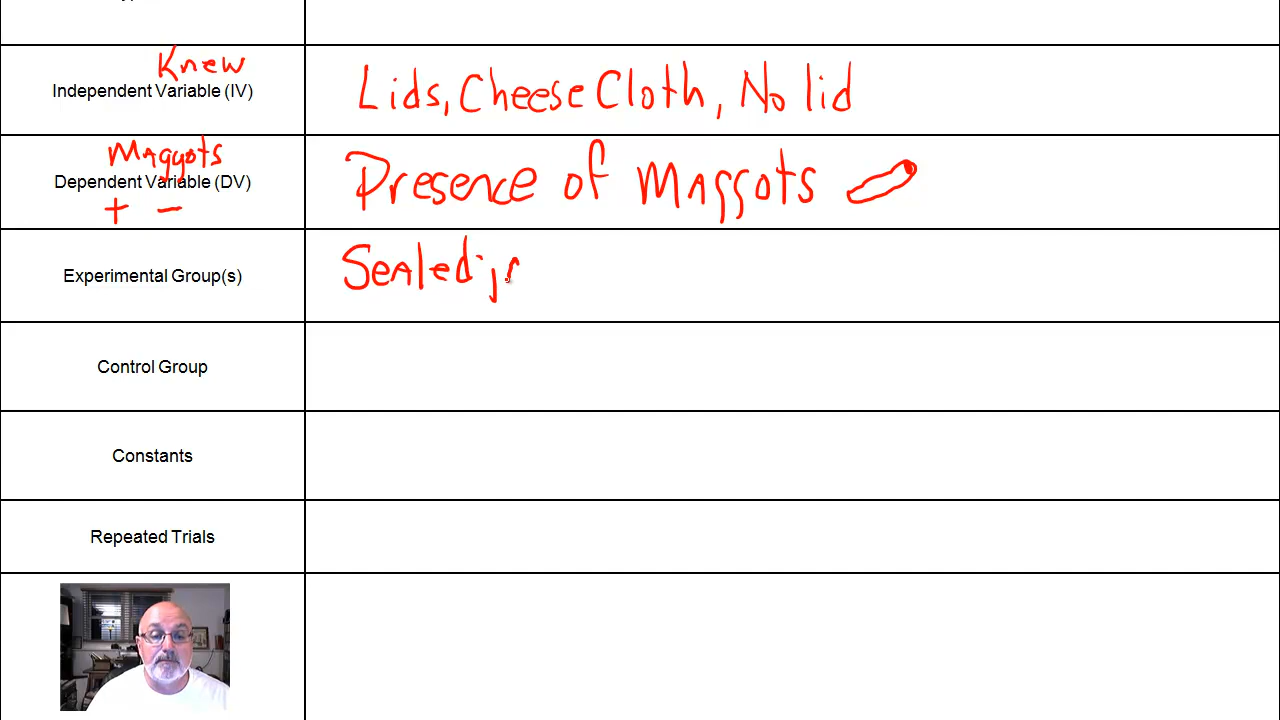 Knew
Independent Variable (IV)
Lids, Cheese Cloth, No lid
Maggots
Dependent Variable (DV)
+ -
Presence of Maggots
Experimental Group(s)
Sealed
Control Group
Constants
Repeated Trials